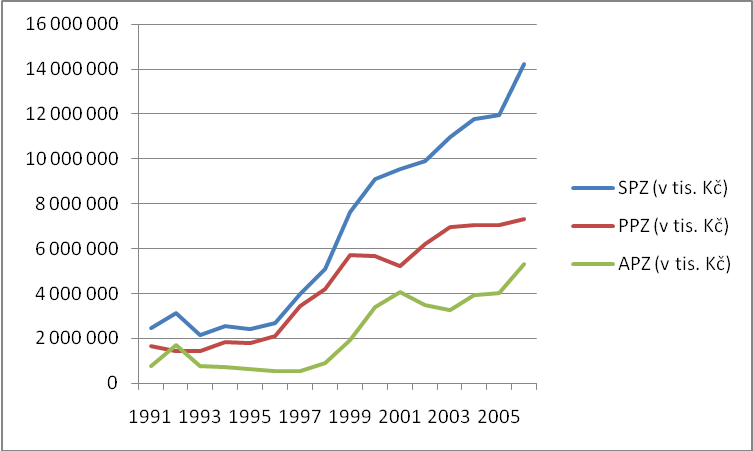 16 000 000
14 000 000
12 000 000
10 000 000
8 000 000
6 000 000
4 000 000
2 000 000
0
1991 1993 1995 1997 1999 2001 2003 2005
SPZ (v tis. Kč)
PPZ (v tis. Kč)
APZ (v tis. Kč)